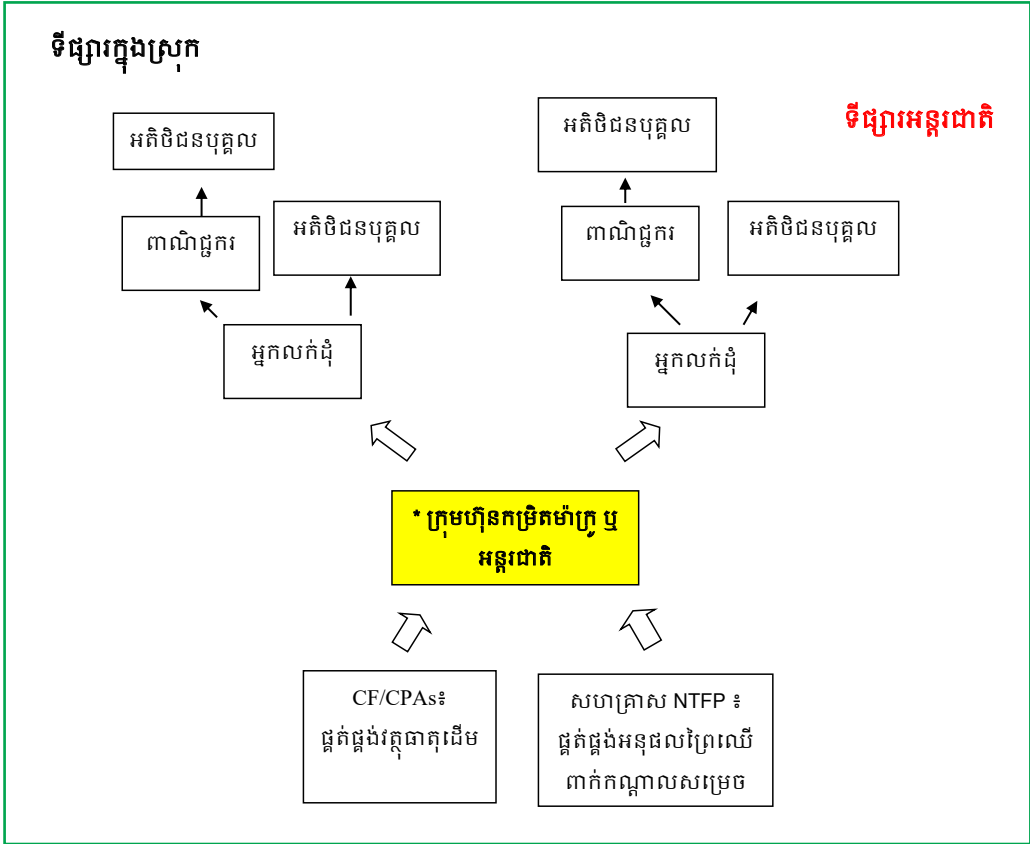 ទីផ្សារក្នុងស្រុក
ទីផ្សារអន្តរជាតិ
អតិថិជនបុគ្គល
អតិថិជនបុគ្គល
ពាណិជ្ជករ
អតិថិជនបុគ្គល
ពាណិជ្ជករ
អតិថិជនបុគ្គល
អ្នកលក់ដុំ
អ្នកលក់ដុំ
* ក្រុមហ៊ុនកម្រិតម៉ាក្រូ ឬ
អន្តរជាតិ
CF/CPAs៖
ផ្គត់ផ្គង់វត្ថុធាតុដើម
សហគ្រាស NTFP ៖
ផ្គត់ផ្គង់អនុផលព្រៃឈើ
ពាក់កណ្តាលសម្រេច